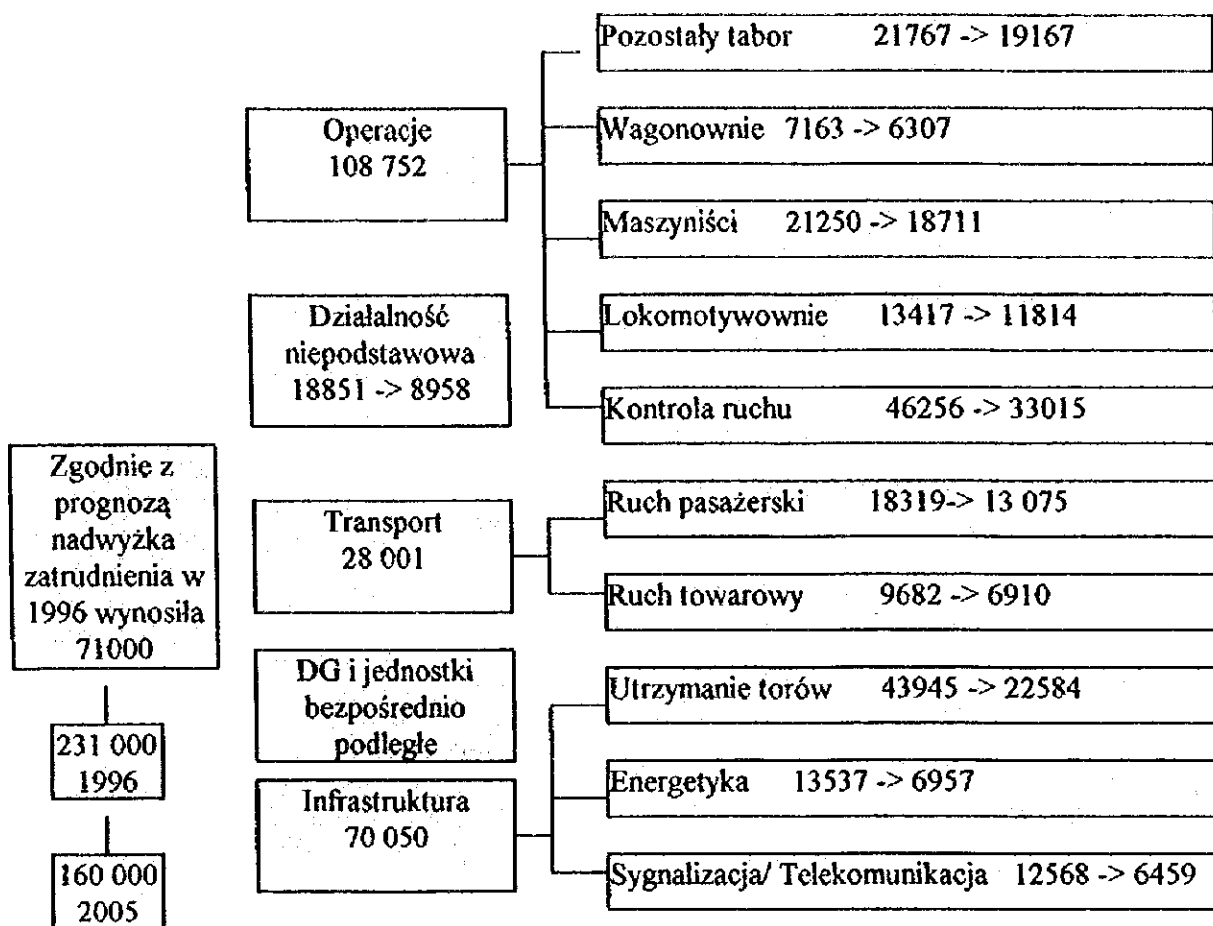 Zgodnie z
prognozą
nadwyżka
zatrudnienia w
1996 wynosiła
71000
231 000
1996
160 000
2005
Operacje
108 752
Działalność
niepodstawowa
18851 -> 8958
Transport
28 001
DG i jednostki
bezpośrednio
podległe
Infrastruktura
70 050
Pozostały tabor 21767 -> 19167
Wagonownie 7163 -> 6307
Maszyniści 21250 -> 18711
Lokomotywownie 13417 -> 11814
Kontrola ruchu 46256 -> 33015
Ruch pasażerski 18319-> 13 075
Ruch towarowy 9682 -> 6910
Utrzymanie torów 43945 -> 22584
Energetyka 13537 -> 6957
Sygnalizacja/ Telekomunikacja 12568 -> 6459